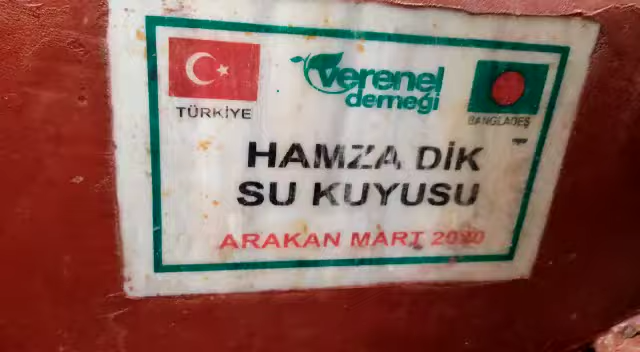 TÜRKİYE
verenel
derneği
BANGLADEŞ
HAMZA DİK
SU KUYUSU
ARAKAN MART 2020